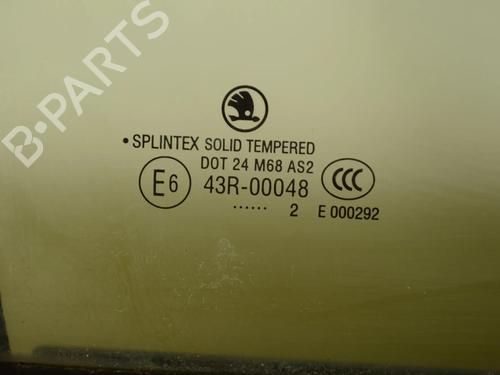 B-PARTS
• SPLINTEX SOLID TEMPERED
DOT 24 M68 AS2
E6 43R-00048 CCC
...... 2 E 000292